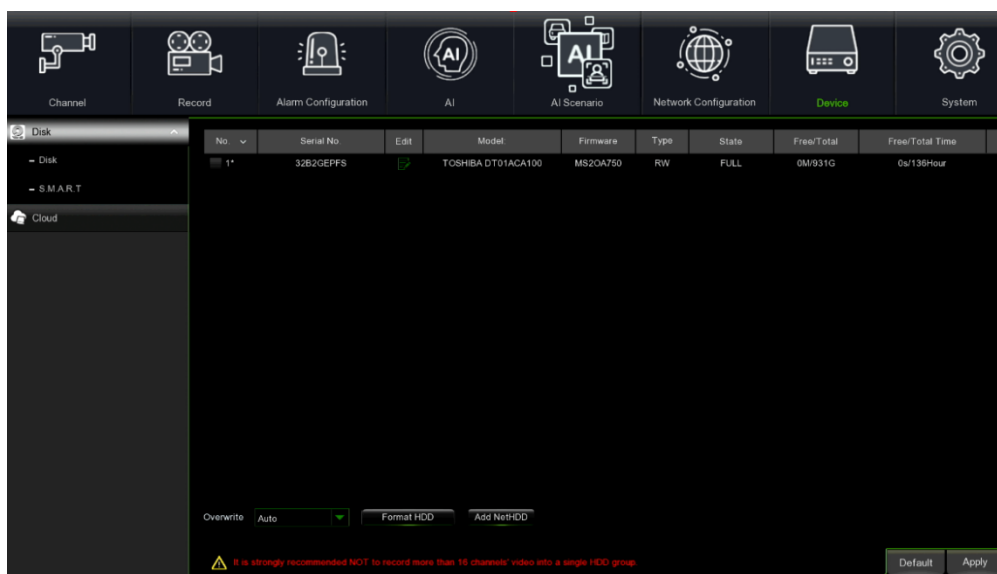 AI
AI
Channel Record Alarm Configuration AI AI Scenario Network Configuration Device System
Disk
No. Serial No. Edit Model: Firmware Type State Free/Total Free/Total Time
– Disk
1* 32B2GEPFS TOSHIBA DT01ACA100 MS2OA750 RW FULL 0M/931G 0s/136Hour
– S.M.A.R.T
Cloud
Overwrite Auto Format HDD Add NetHDD
It is strongly recommended NOT to record more than 16 channels' video into a single HDD group.
Default Apply